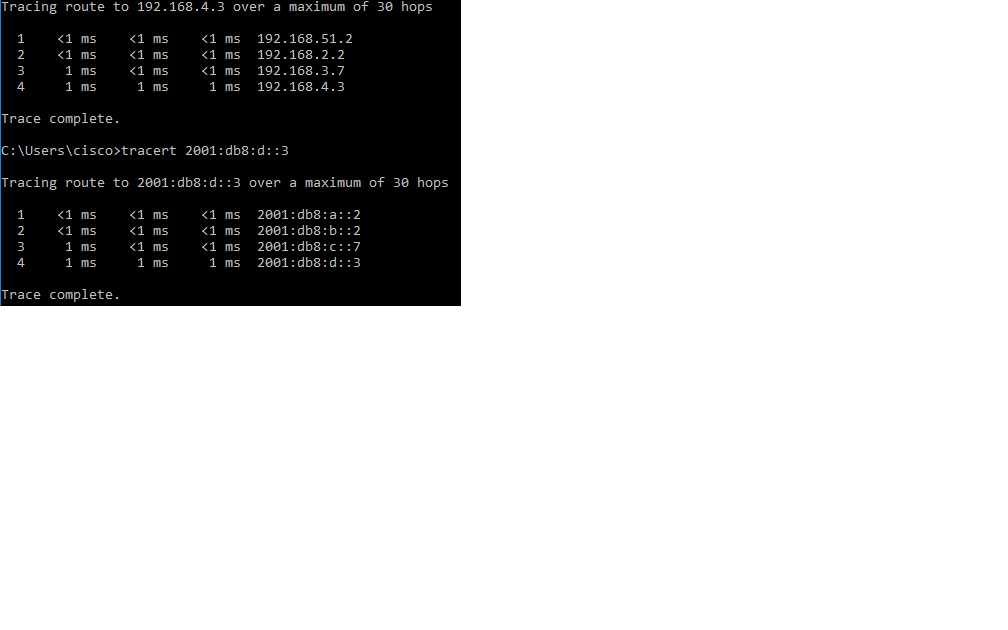 Tracing route to 192.168.4.3 over a maximum of 30 hops
1 <1 ms <1 ms <1 ms 192.168.51.2
2 <1 ms <1 ms <1 ms 192.168.2.2
3 1 ms <1 ms <1 ms 192.168.3.7
4 1 ms 1 ms 1 ms 192.168.4.3
Trace complete.
C:\Users\cisco>tracert 2001:db8:d::3
Tracing route to 2001:db8:d::3 over a maximum of 30 hops
1 <1 ms <1 ms <1 ms 2001:db8:a::2
2 <1 ms <1 ms <1 ms 2001:db8:b::2
3 1 ms <1 ms <1 ms 2001:db8:c::7
4 1 ms 1 ms 1 ms 2001:db8:d::3
Trace complete.